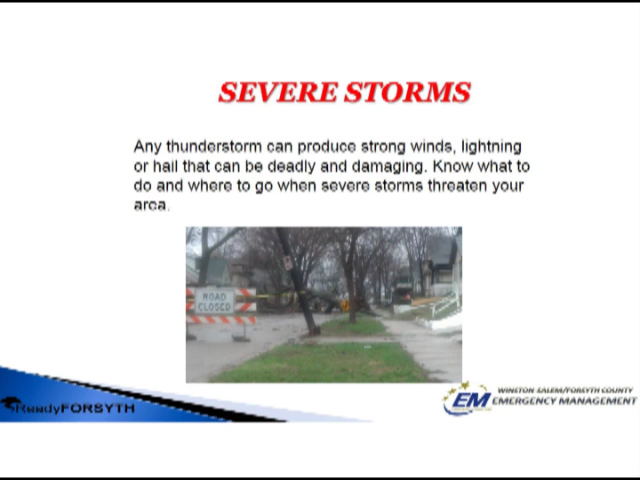 SEVERE STORMS
Any thunderstorm can produce strong winds, lightning
or hail that can be deadly and damaging. Know what to
do and where to go when severe storms threaten your
area.
ROAD
CLOSED
ReadyFORSYTH
EM
WINSTON-SALEM/FORSYTH COUNTY
EMERGENCY MANAGEMENT